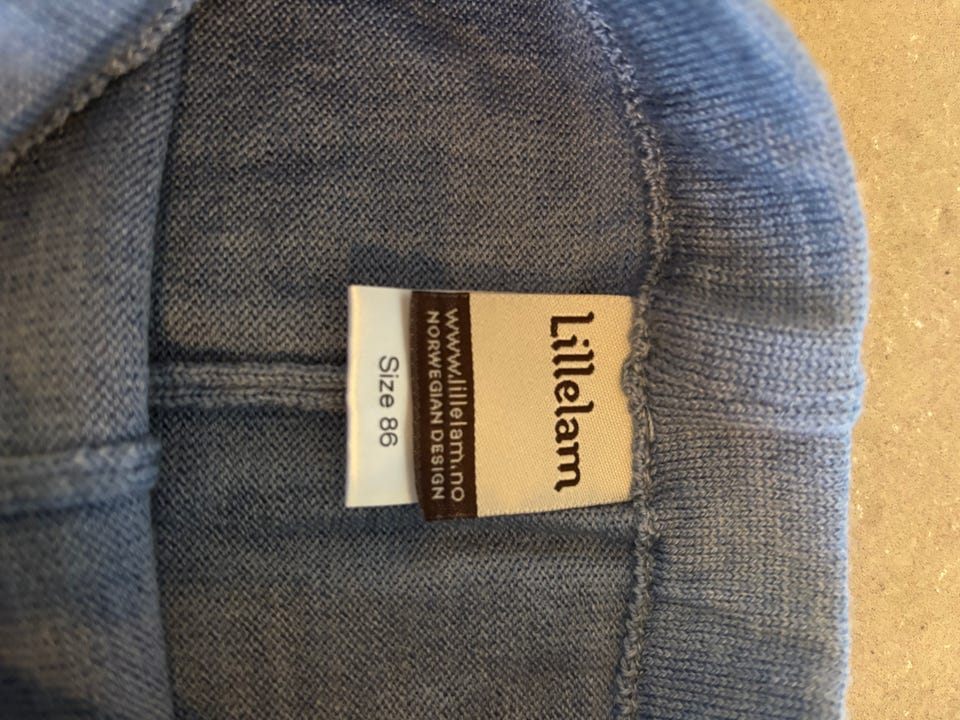 Lillelam
www.lillelam.no
NORWEGIAN DESIGN
Size 86